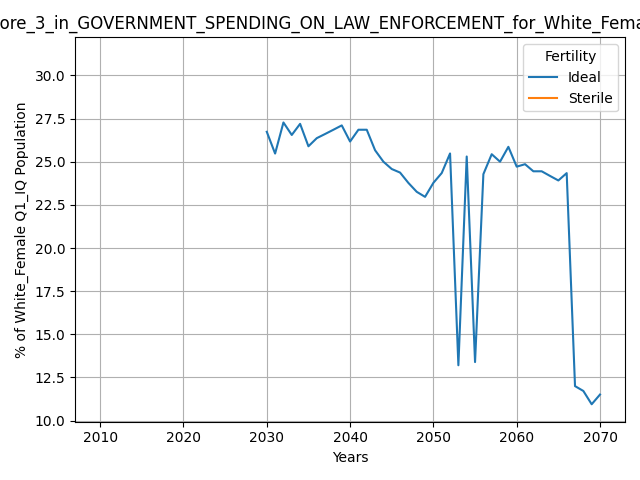 ore_3_in_GOVERNMENT_SPENDING_ON_LAW_ENFORCEMENT_for_White_Fema
Fertility
Ideal
Sterile
% of White_Female Q1_IQ Population
30.0
27.5
25.0
22.5
20.0
17.5
15.0
12.5
10.0
2010 2020 2030 2040 2050 2060 2070
Years